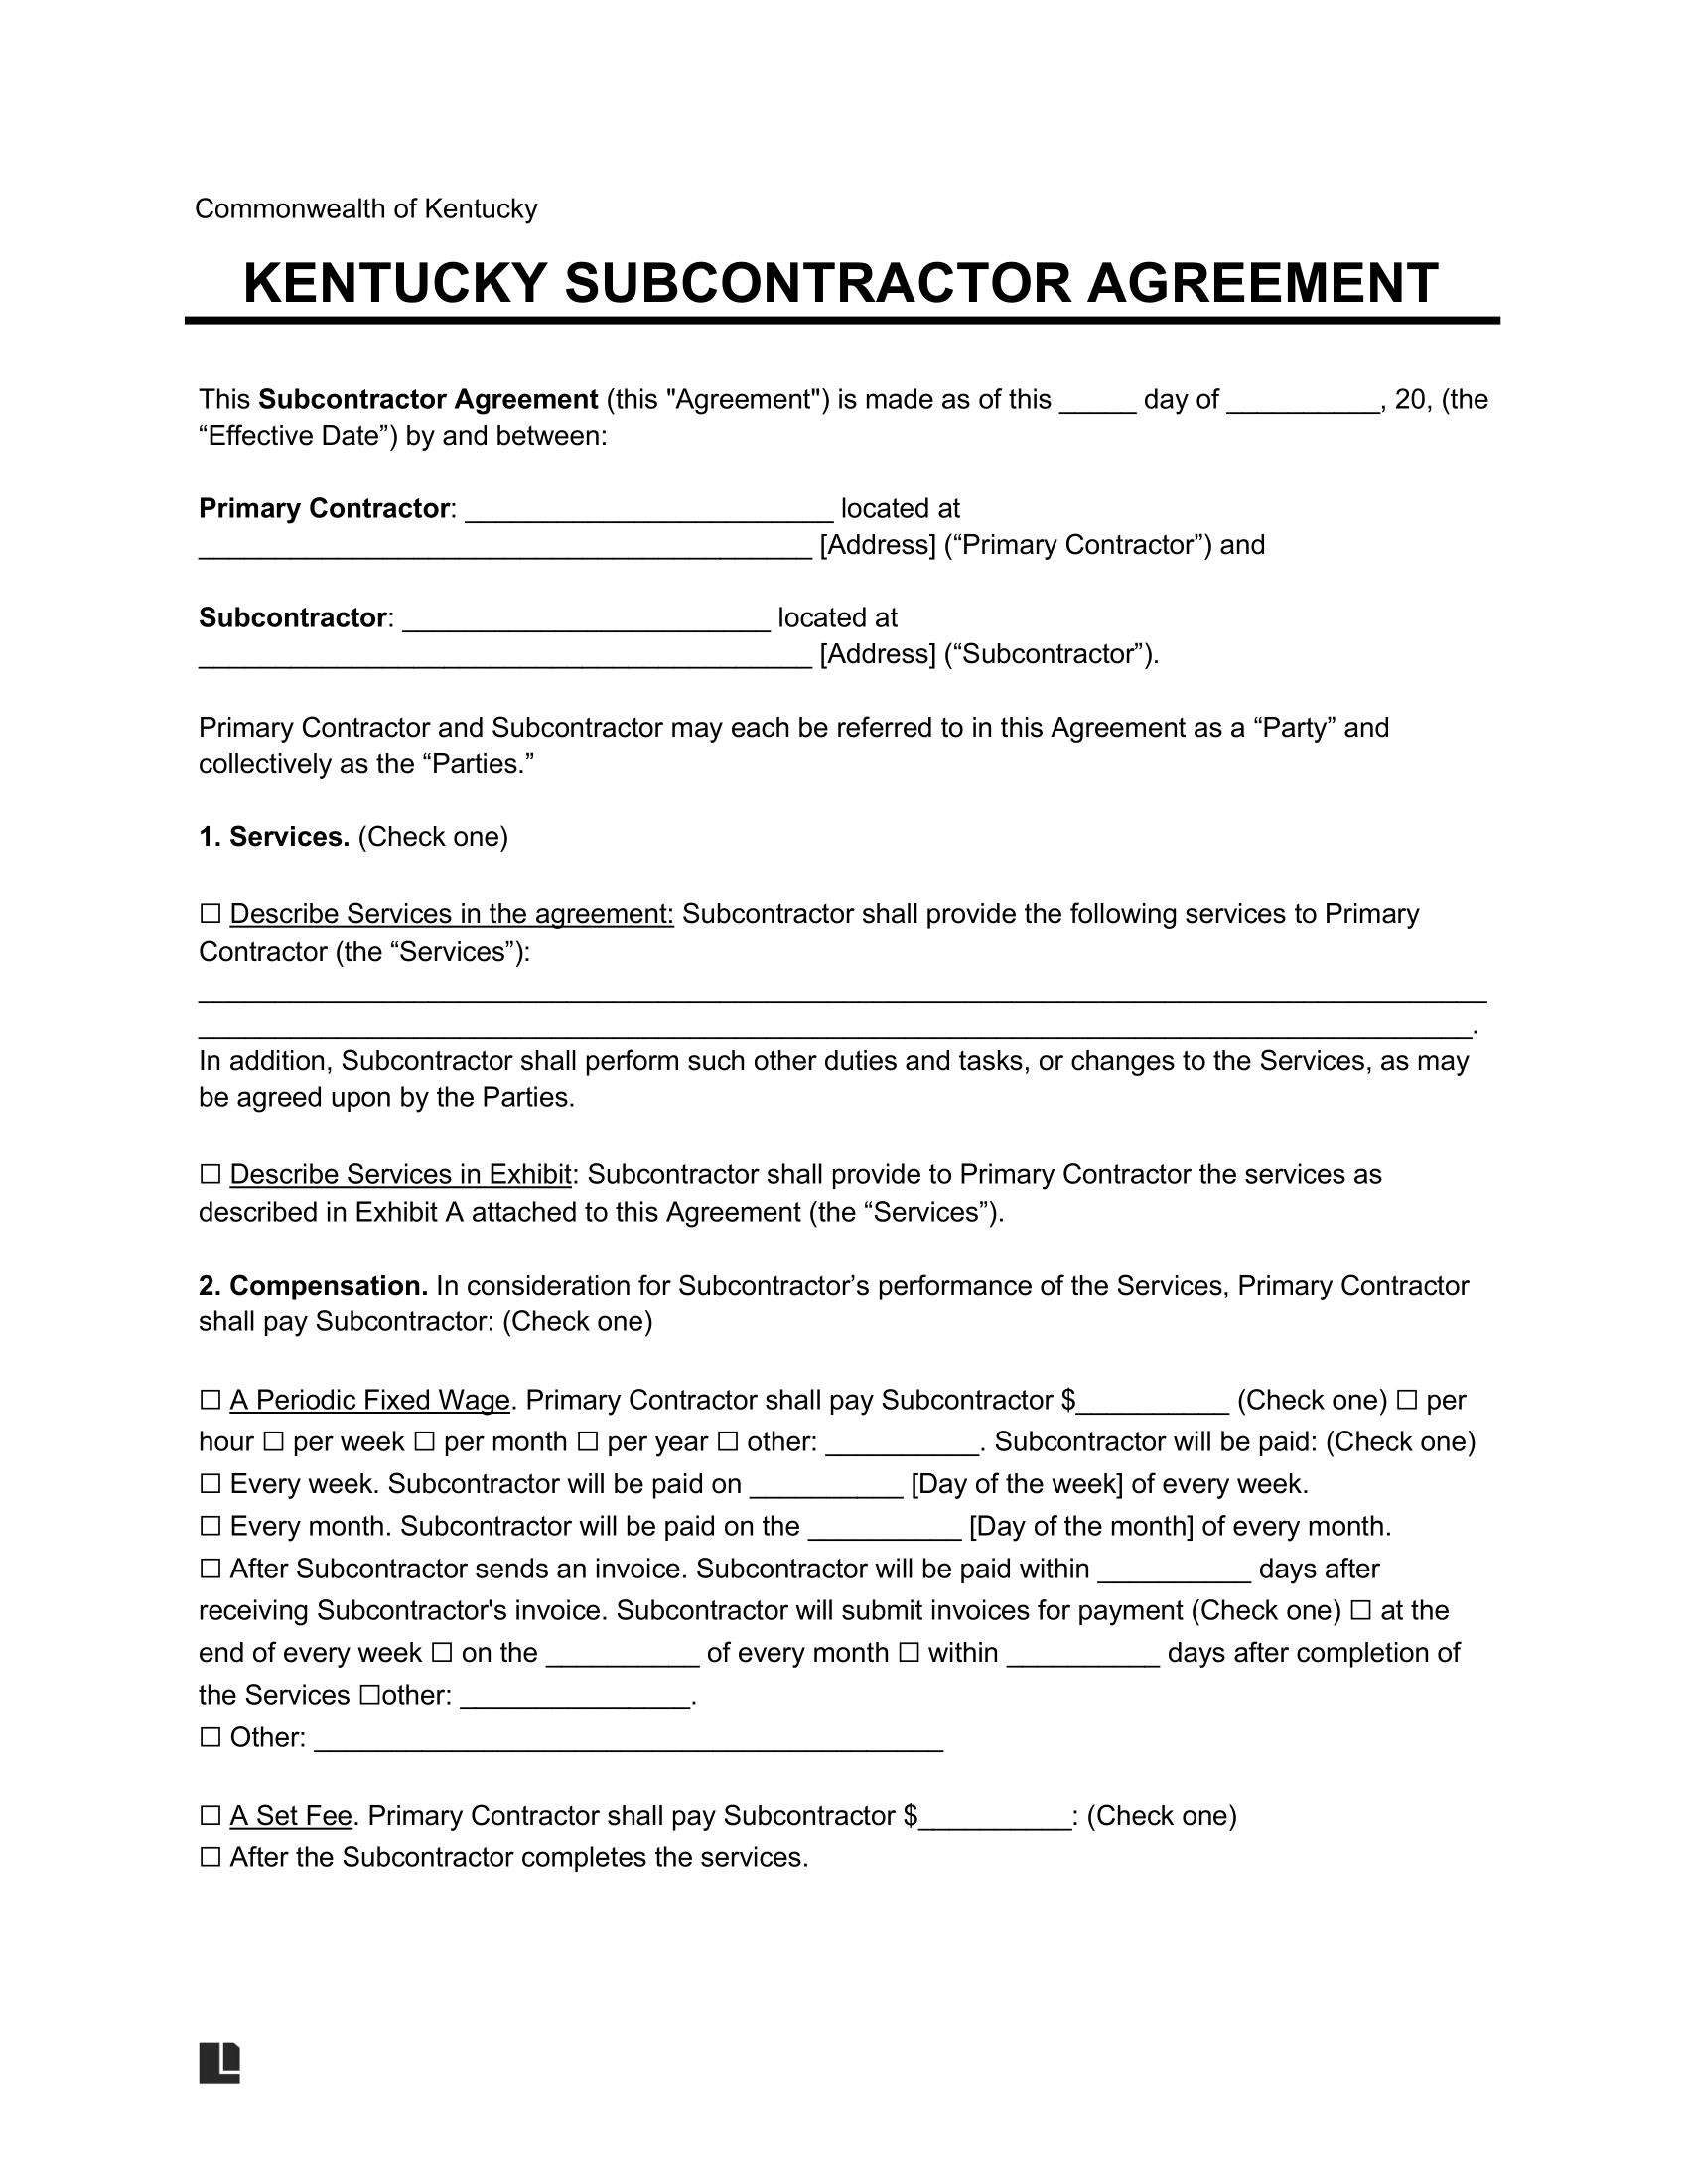 Commonwealth of Kentucky
KENTUCKY SUBCONTRACTOR AGREEMENT
This Subcontractor Agreement (this "Agreement") is made as of this _____ day of __________, 20, (the
“Effective Date”) by and between:
Primary Contractor: ________________________ located at
________________________________________ [Address] (“Primary Contractor”) and
Subcontractor: ________________________ located at
________________________________________ [Address] (“Subcontractor”).
Primary Contractor and Subcontractor may each be referred to in this Agreement as a “Party” and
collectively as the “Parties.”
1. Services. (Check one)
☐ Describe Services in the agreement: Subcontractor shall provide the following services to Primary
Contractor (the “Services”):
____________________________________________________________________________________
___________________________________________________________________________________.
In addition, Subcontractor shall perform such other duties and tasks, or changes to the Services, as may
be agreed upon by the Parties.
☐ Describe Services in Exhibit: Subcontractor shall provide to Primary Contractor the services as
described in Exhibit A attached to this Agreement (the “Services”).
2. Compensation. In consideration for Subcontractor’s performance of the Services, Primary Contractor
shall pay Subcontractor: (Check one)
☐ A Periodic Fixed Wage. Primary Contractor shall pay Subcontractor $__________ (Check one) ☐ per
hour ☐ per week ☐ per month ☐ per year ☐ other: __________. Subcontractor will be paid: (Check one)
☐ Every week. Subcontractor will be paid on __________ [Day of the week] of every week.
☐ Every month. Subcontractor will be paid on the __________ [Day of the month] of every month.
☐ After Subcontractor sends an invoice. Subcontractor will be paid within __________ days after
receiving Subcontractor's invoice. Subcontractor will submit invoices for payment (Check one) ☐ at the
end of every week ☐ on the __________ of every month ☐ within __________ days after completion of
the Services ☐other: _______________.
☐ Other: _________________________________________
☐ A Set Fee. Primary Contractor shall pay Subcontractor $__________: (Check one)
☐ After the Subcontractor completes the services.